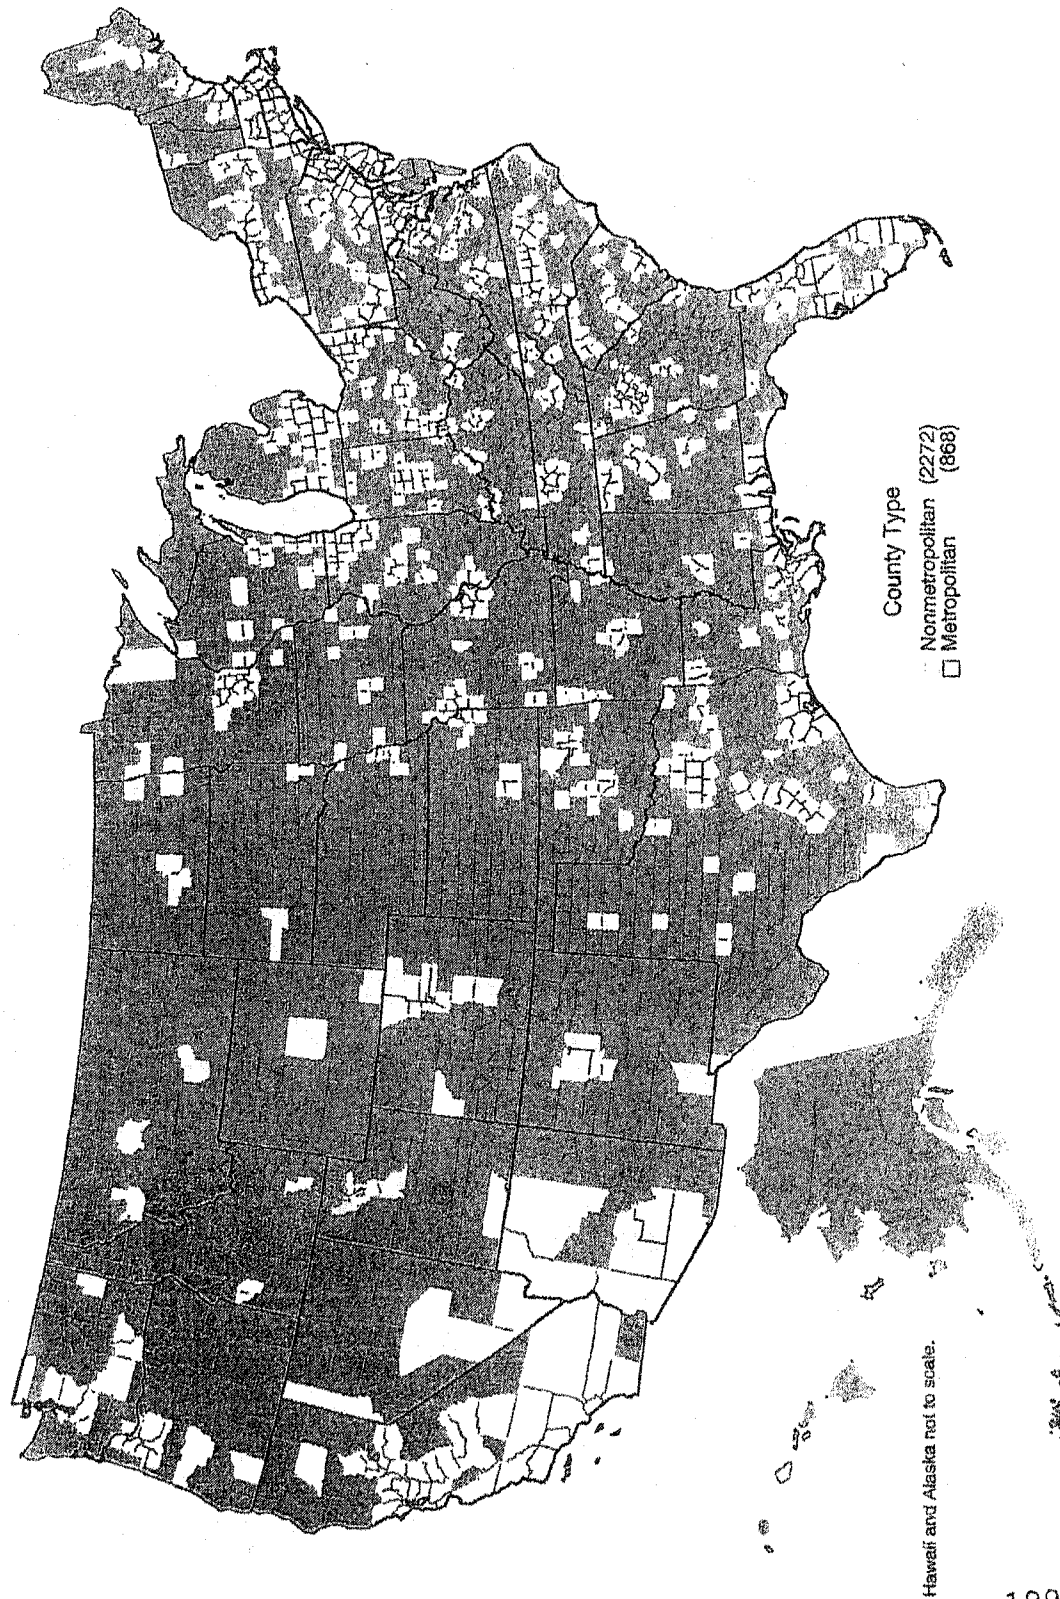 County Type
Nonmetropolitan (2272)
Metropolitan (868)
Hawaii and Alaska not to scale.